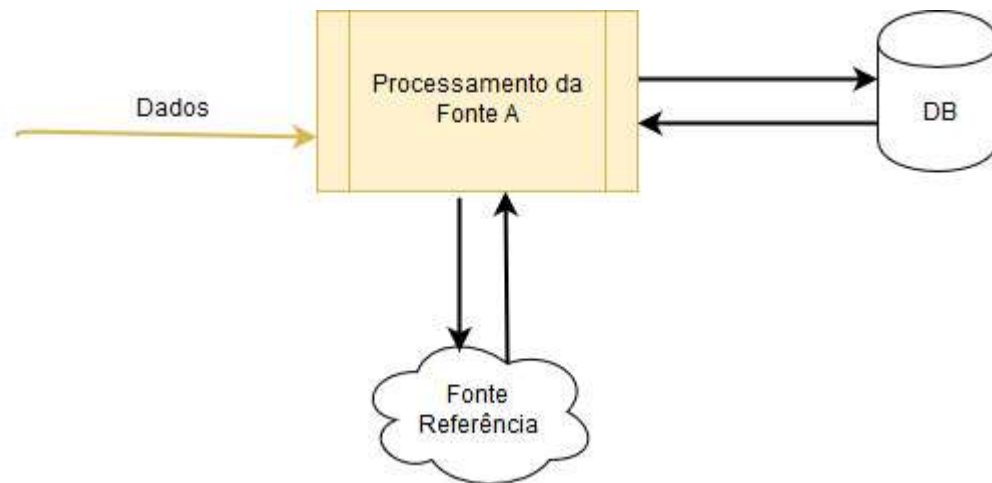 Dados
Processamento da
Fonte A
DB
Fonte
Referência